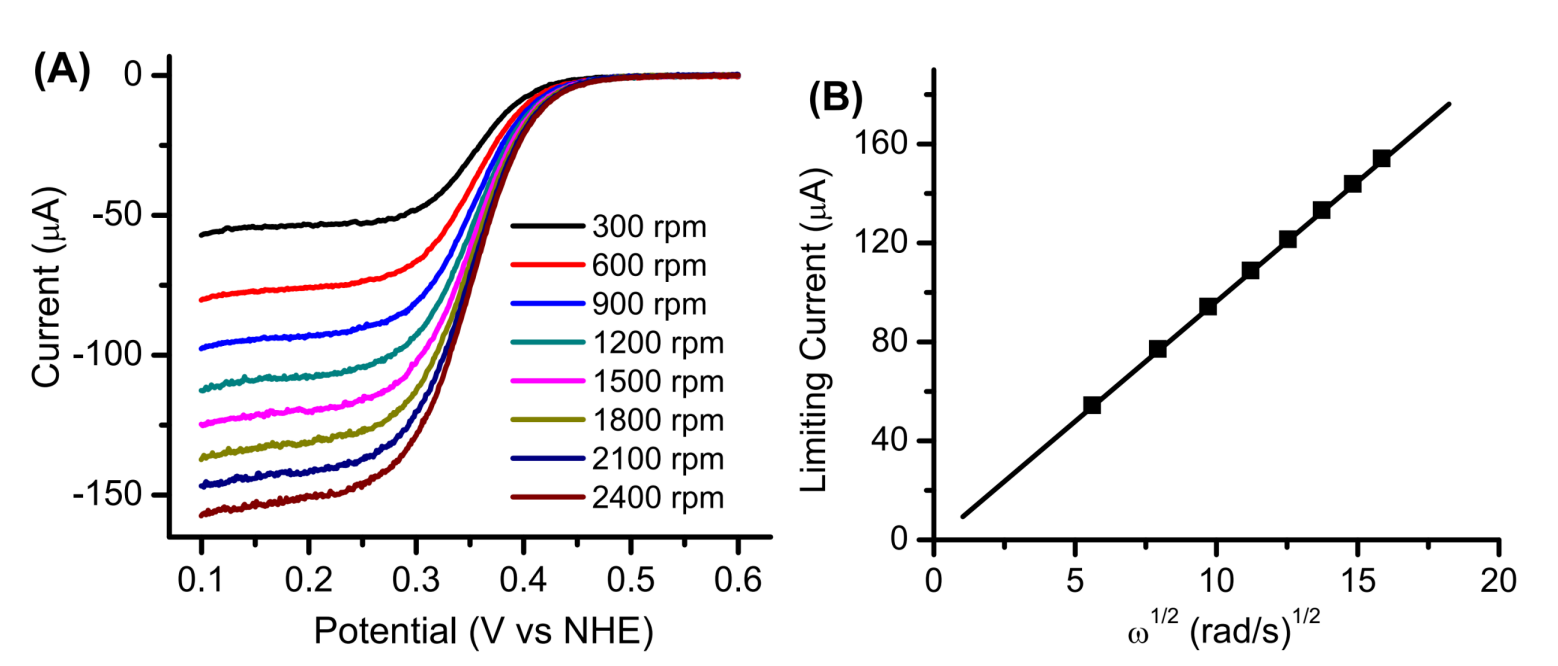 (A)
0
-50
-100
-150
Current (μA)
300 rpm
600 rpm
900 rpm
1200 rpm
1500 rpm
1800 rpm
2100 rpm
2400 rpm
0.1 0.2 0.3 0.4 0.5 0.6
Potential (V vs NHE)
(B)
160
120
80
40
0
Limiting Current (μA)
0 5 10 15 20
ω^1/2 (rad/s)^1/2